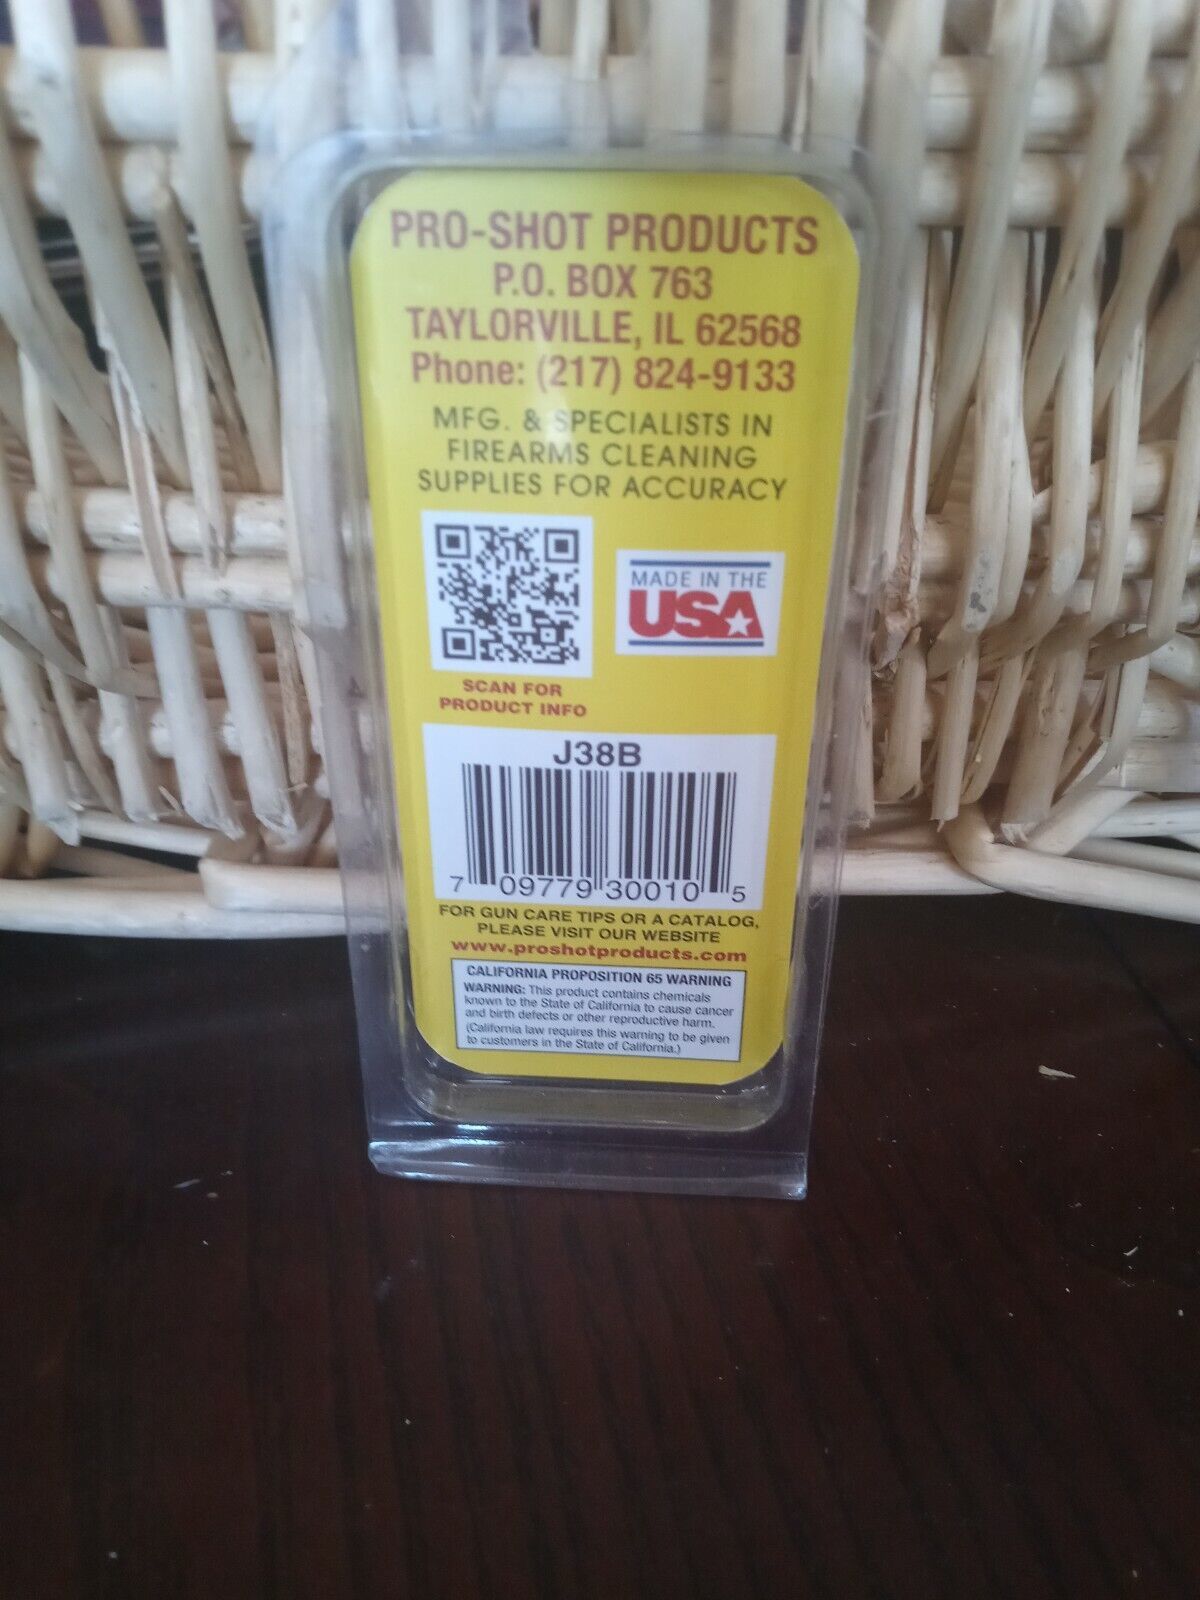 PRO-SHOT PRODUCTS
P.O. BOX 763
TAYLORVILLE, IL 62568
Phone: (217) 824-9133
MFG. & SPECIALISTS IN
FIREARMS CLEANING
SUPPLIES FOR ACCURACY
MADE IN THE
USA
SCAN FOR
PRODUCT INFO
J38B
7 09779 30010 5
FOR GUN CARE TIPS OR A CATALOG,
PLEASE VISIT OUR WEBSITE
www.proshotproducts.com
CALIFORNIA PROPOSITION 65 WARNING
WARNING: This product contains chemicals
known to the State of California to cause cancer
and birth defects or other reproductive harm.
(California law requires this warning to be given
to customers in the State of California.)